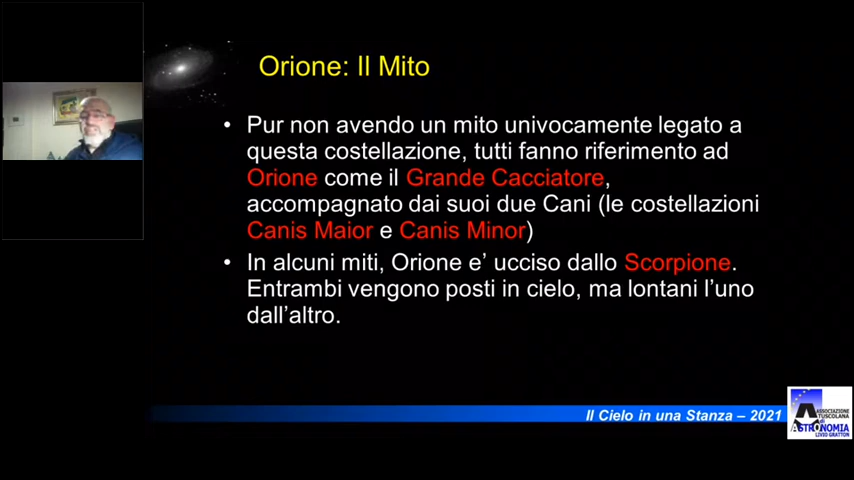 Orione: Il Mito
• Pur non avendo un mito univocamente legato a
questa costellazione, tutti fanno riferimento ad
Orione come il Grande Cacciatore,
accompagnato dai suoi due Cani (le costellazioni
Canis Maior e Canis Minor)
• In alcuni miti, Orione e’ ucciso dallo Scorpione.
Entrambi vengono posti in cielo, ma lontani l’uno
dall’altro.
Il Cielo in una Stanza – 2021
ASSOCIAZIONE
TUSCOLANA
di
ASTRONOMIA
LIVIO GRATTON